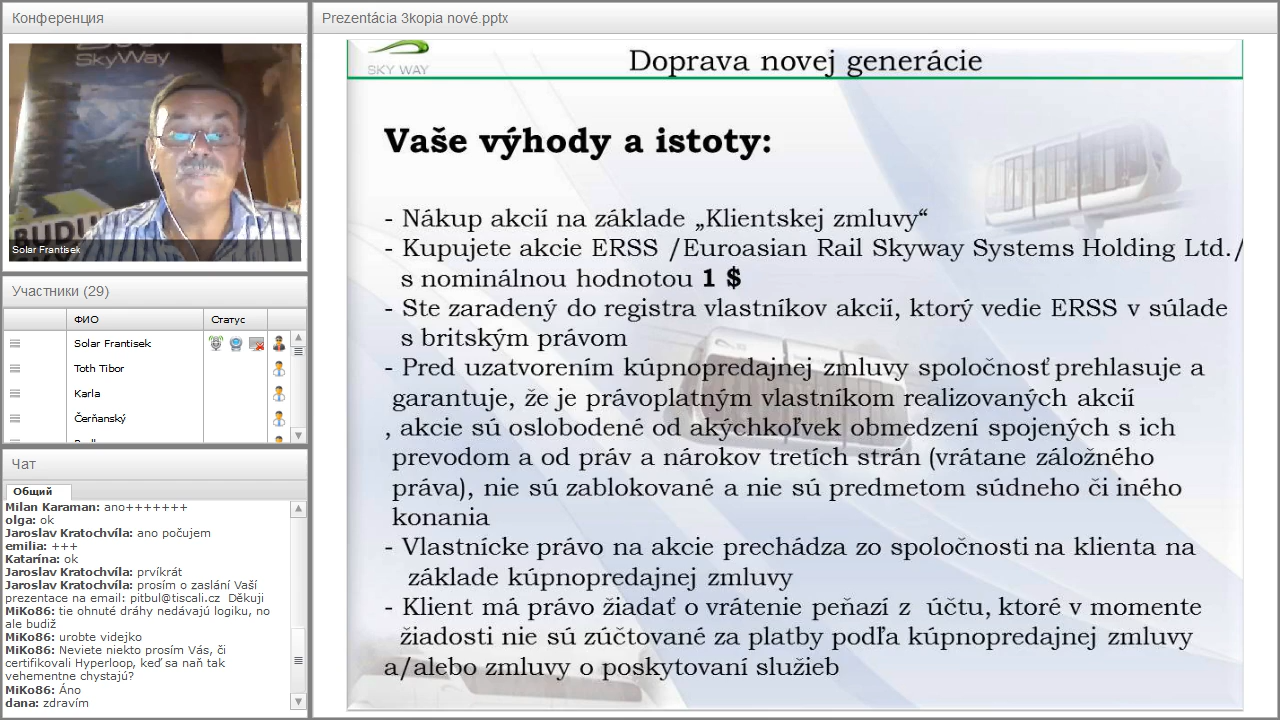 Конференция
SkyWay
BUDU
Solar Frantisek
Участники (29)
ФИО
Статус
Solar Frantisek
Toth Tibor
Karla
Čerňanský
Чат
Общий
Milan Karaman: ano+++++++
olga: ok
Jaroslav Kratochvíla: ano počujem
emilia: +++
Katarína: ok
Jaroslav Kratochvíla: prvíkrát
Jaroslav Kratochvíla: prosím o zaslání Vaší
prezentace na email: pitbul@tiscali.cz Děkuji
MiKo86: tie ohnuté dráhy nedávajú logiku, no
ale budiž
MiKo86: urobte videjko
MiKo86: Neviete niekto prosím Vás, či
certifikovali Hyperloop, keď sa naň tak
vehementne chystajú?
MiKo86: Áno
dana: zdravím
Prezentácia 3kopia nové.pptx
SKY WAY
Doprava novej generácie
Vaše výhody a istoty:
- Nákup akcií na základe „Klientskej zmluvy“
- Kupujete akcie ERSS /Euroasian Rail Skyway Systems Holding Ltd./
s nominálnou hodnotou 1 $
- Ste zaradený do registra vlastníkov akcií, ktorý vedie ERSS v súlade
s britským právom
- Pred uzatvorením kúpnopredajnej zmluvy spoločnosť prehlasuje a
garantuje, že je právoplatným vlastníkom realizovaných akcií
, akcie sú oslobodené od akýchkoľvek obmedzení spojených s ich
prevodom a od práv a nárokov tretích strán (vrátane záložného
práva), nie sú zablokované a nie sú predmetom súdneho či iného
konania
- Vlastnícke právo na akcie prechádza zo spoločnosti na klienta na
základe kúpnopredajnej zmluvy
- Klient má právo žiadať o vrátenie peňazí z účtu, ktoré v momente
žiadosti nie sú zúčtované za platby podľa kúpnopredajnej zmluvy
a/alebo zmluvy o poskytovaní služieb